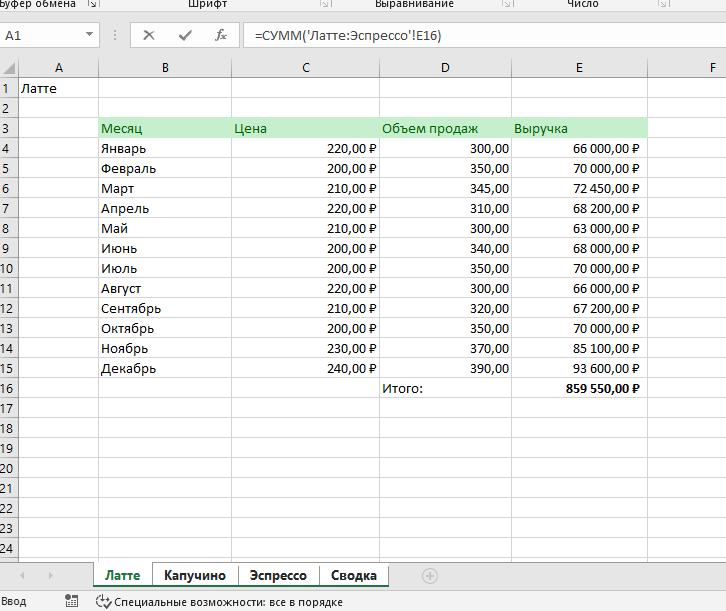 Буфер обмена Шрифт Выравнивание Число
A1 =СУММ('Латте:Эспрессо'!E16)
A B C D E F
1 Латте
2
3 Месяц Цена Объем продаж Выручка
4 Январь 220,00 ₽ 300,00 66 000,00 ₽
5 Февраль 200,00 ₽ 350,00 70 000,00 ₽
6 Март 210,00 ₽ 345,00 72 450,00 ₽
7 Апрель 220,00 ₽ 310,00 68 200,00 ₽
8 Май 210,00 ₽ 300,00 63 000,00 ₽
9 Июнь 200,00 ₽ 340,00 68 000,00 ₽
10 Июль 200,00 ₽ 350,00 70 000,00 ₽
11 Август 220,00 ₽ 300,00 66 000,00 ₽
12 Сентябрь 210,00 ₽ 320,00 67 200,00 ₽
13 Октябрь 200,00 ₽ 350,00 70 000,00 ₽
14 Ноябрь 230,00 ₽ 370,00 85 100,00 ₽
15 Декабрь 240,00 ₽ 390,00 93 600,00 ₽
16 Итого: 859 550,00 ₽
17
18
19
20
21
22
23
24
Латте Капучино Эспрессо Сводка
Ввод Специальные возможности: все в порядке